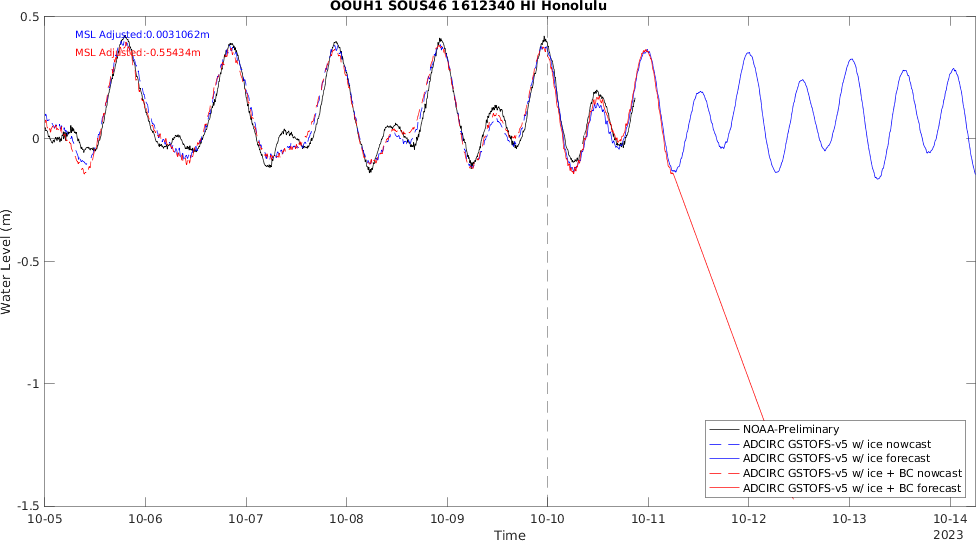 OOUH1 SOUS46 1612340 HI Honolulu
MSL Adjusted:0.0031062m
MSL Adjusted:-0.55434m
Water Level (m)
0.5
0
-0.5
-1
-1.5
NOAA-Preliminary
ADCIRC GSTOFS-v5 w/ ice nowcast
ADCIRC GSTOFS-v5 w/ ice forecast
ADCIRC GSTOFS-v5 w/ ice + BC nowcast
ADCIRC GSTOFS-v5 w/ ice + BC forecast
10-05 10-06 10-07 10-08 10-09 10-10 10-11 10-12 10-13 10-14
Time
2023